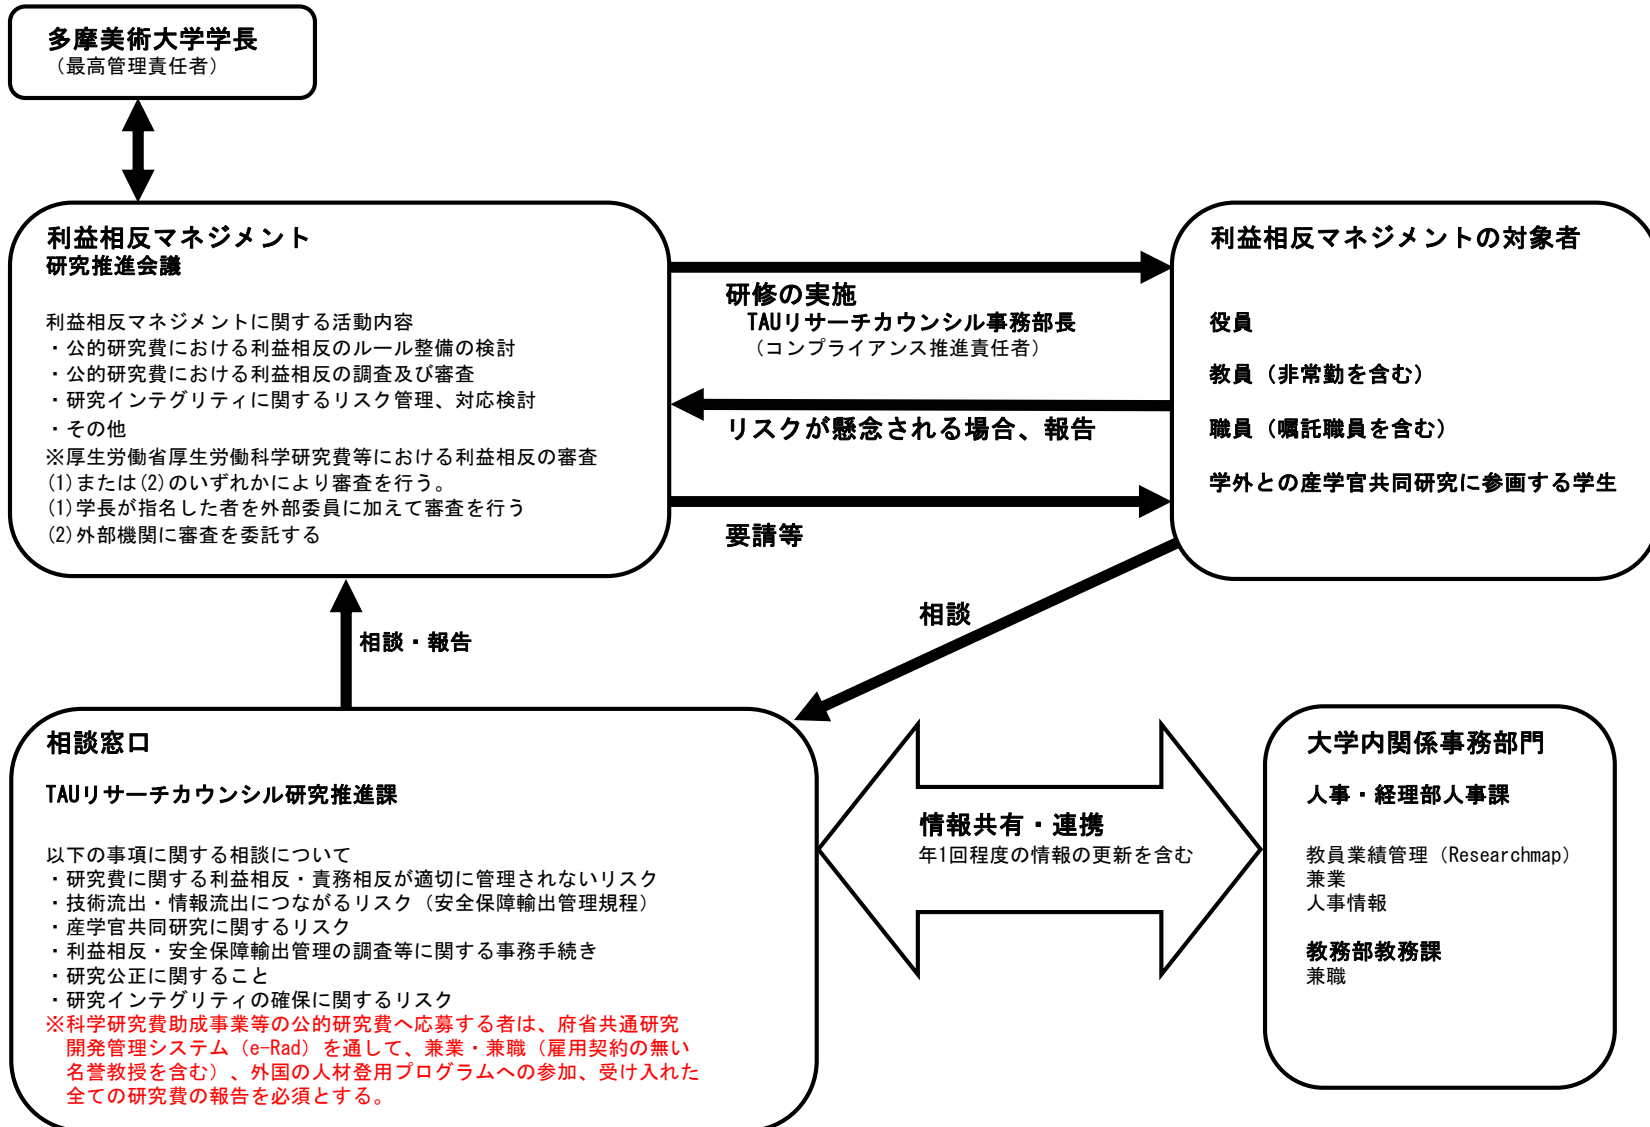 多摩美術大学学長
（最高管理責任者）
利益相反マネジメント
研究推進会議
利益相反マネジメントに関する活動内容
・公的研究費における利益相反のルール整備の検討
・公的研究費における利益相反の調査及び審査
・研究インテグリティに関するリスク管理、対応検討
・その他
※厚生労働省厚生労働科学研究費等における利益相反の審査
(1)または(2)のいずれかにより審査を行う。
(1)学長が指名した者を外部委員に加えて審査を行う
(2)外部機関に審査を委託する
研修の実施
TAUリサーチカウンシル事務部長
（コンプライアンス推進責任者）
リスクが懸念される場合、報告
要請等
利益相反マネジメントの対象者
役員
教員（非常勤を含む）
職員（嘱託職員を含む）
学外との産学官共同研究に参画する学生
相談
相談・報告
相談窓口
TAUリサーチカウンシル研究推進課
以下の事項に関する相談について
・研究費に関する利益相反・責務相反が適切に管理されないリスク
・技術流出・情報流出につながるリスク（安全保障輸出管理規程）
・産学官共同研究に関するリスク
・利益相反・安全保障輸出管理の調査等に関する事務手続き
・研究公正に関すること
・研究インテグリティの確保に関するリスク
※科学研究費助成事業等の公的研究費へ応募する者は、府省共通研究
開発管理システム（e-Rad）を通して、兼業・兼職（雇用契約の無い
名誉教授を含む）、外国の人材登用プログラムへの参加、受け入れた
全ての研究費の報告を必須とする。
情報共有・連携
年1回程度の情報の更新を含む
大学内関係事務部門
人事・経理部人事課
教員業績管理（Researchmap）
兼業
人事情報
教務部教務課
兼職